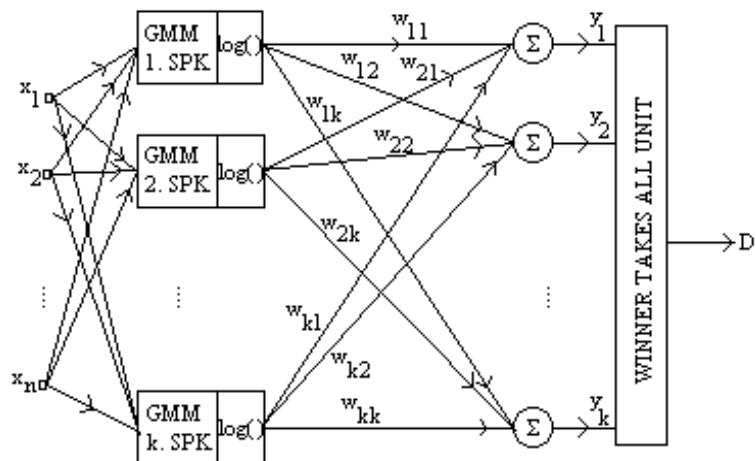 GMM
1. SPK
log()
w11
w12
w21
w1k
Σ
y1
x1
GMM
2. SPK
log()
w22
Σ
y2
x2
w2k
WINNER TAKES ALL UNIT
D
.....
.....
.....
wk1
wk2
xn
GMM
k. SPK
log()
wkk
Σ
yk